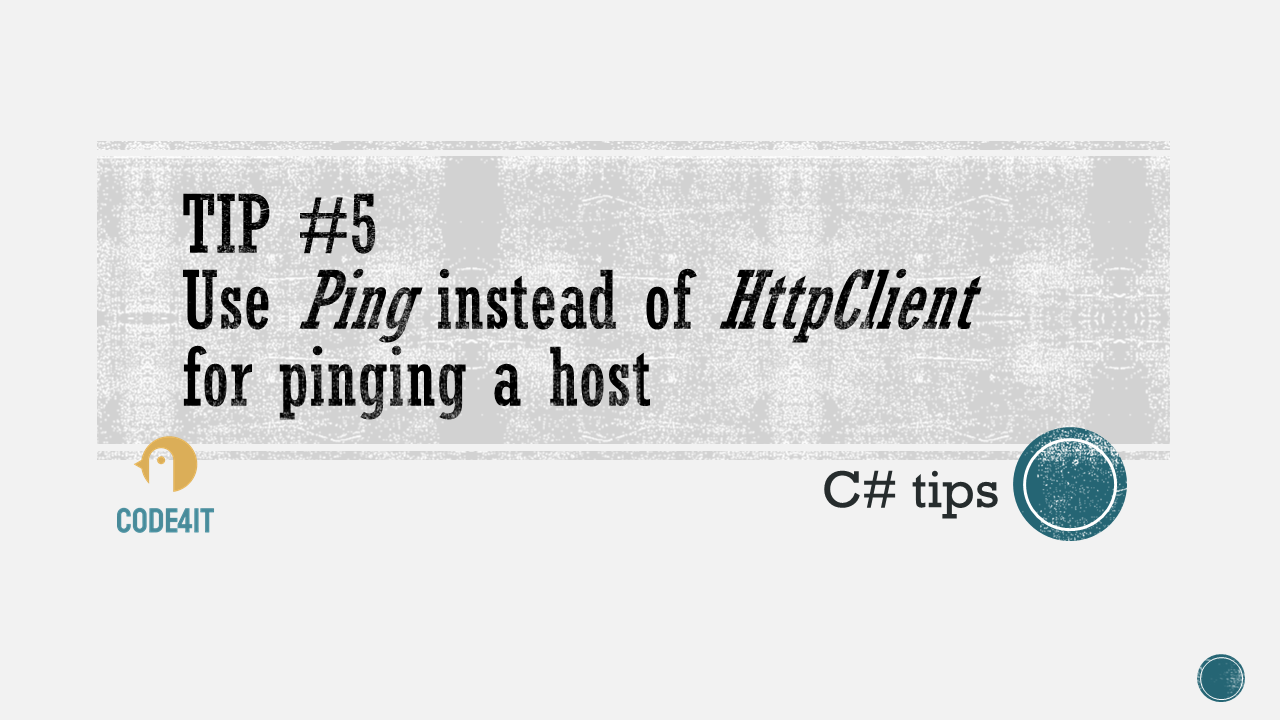 TIP #5
Use Ping instead of HttpClient
for pinging a host
CODE4IT
C# tips